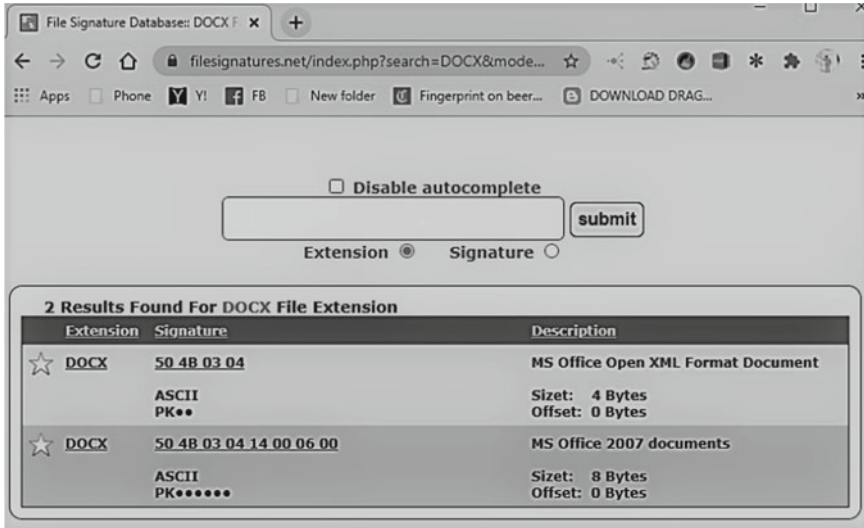 File Signature Database:: DOCX F
filesignatures.net/index.php?search=DOCX&mode...
Apps Phone Y! FB New folder Fingerprint on beer... DOWNLOAD DRAG...
Disable autocomplete
submit
Extension Signature
2 Results Found For DOCX File Extension
Extension Signature Description
DOCX 50 4B 03 04 MS Office Open XML Format Document
ASCII Sizet: 4 Bytes
PK●● Offset: 0 Bytes
DOCX 50 4B 03 04 14 00 06 00 MS Office 2007 documents
ASCII Sizet: 8 Bytes
PK●●●●●● Offset: 0 Bytes